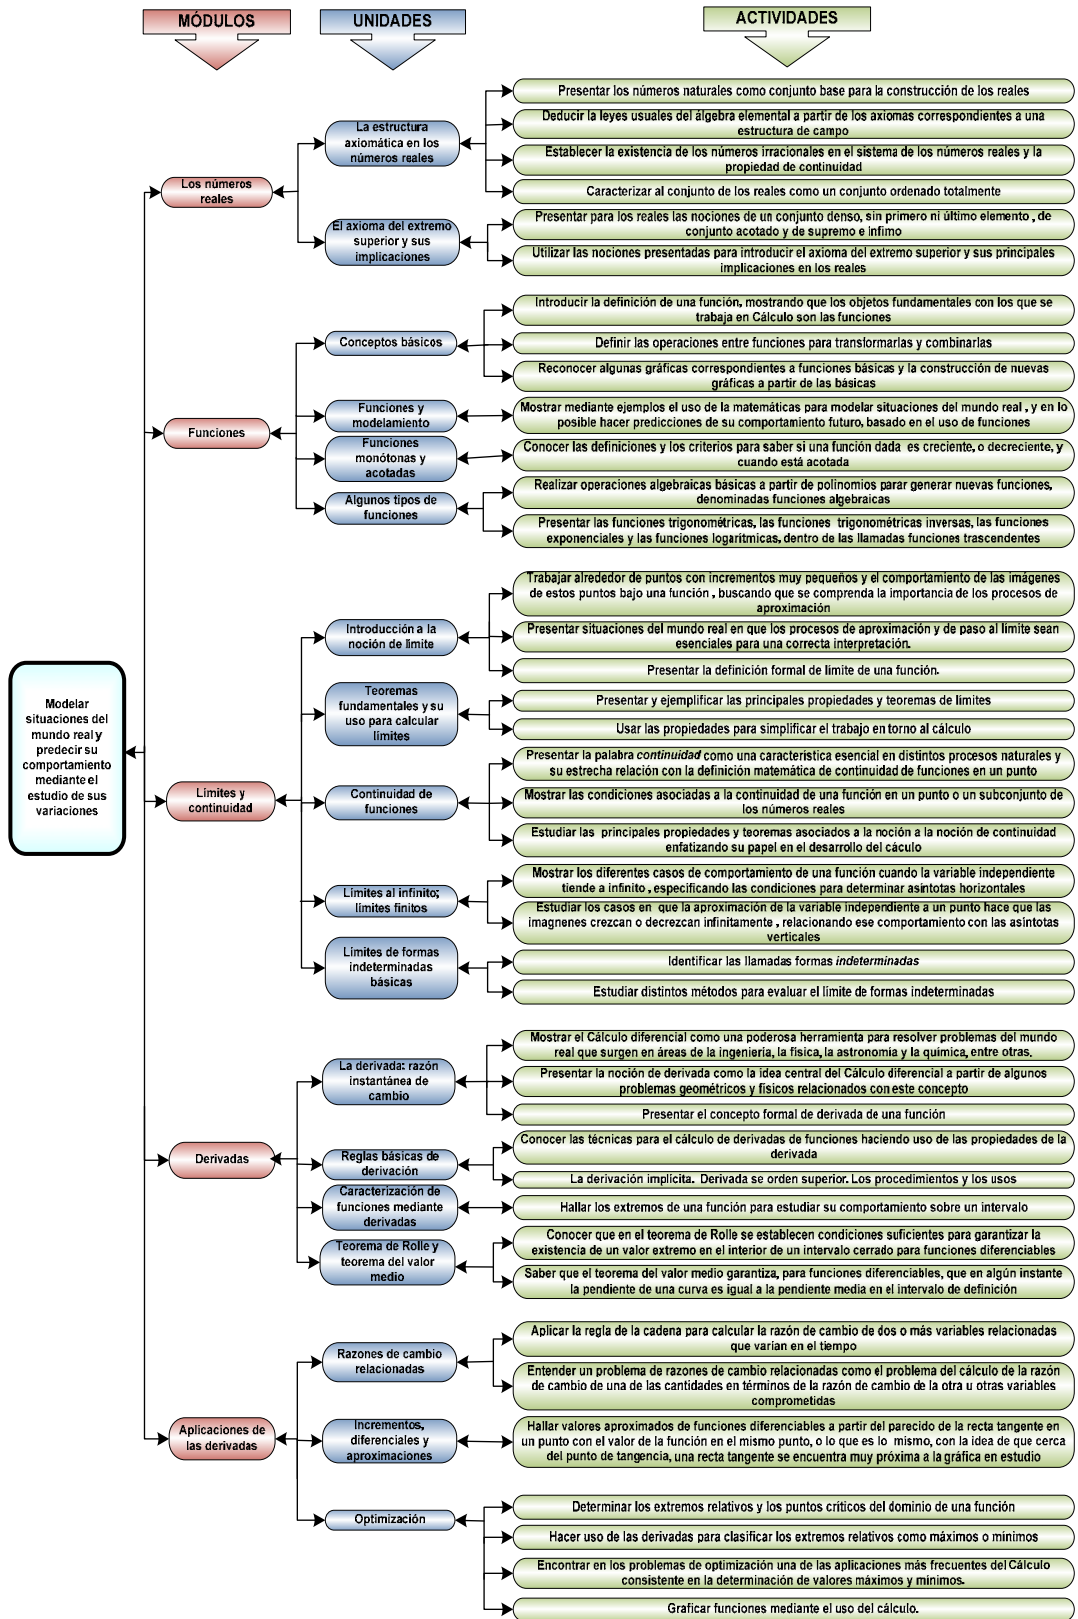 MÓDULOS
UNIDADES
ACTIVIDADES
Modelar
situaciones del
mundo real y
predecir su
comportamiento
mediante el
estudio de sus
variaciones
Los números
reales
La estructura
axiomática en los
números reales
Presentar los números naturales como conjunto base para la construcción de los reales
Deducir la leyes usuales del álgebra elemental a partir de los axiomas correspondientes a una
estructura de campo
Establecer la existencia de los números irracionales en el sistema de los números reales y la
propiedad de continuidad
Caracterizar al conjunto de los reales como un conjunto ordenado totalmente
El axioma del extremo
superior y sus
implicaciones
Presentar para los reales las nociones de un conjunto denso, sin primero ni último elemento , de
conjunto acotado y de supremo e ínfimo
Utilizar las nociones presentadas para introducir el axioma del extremo superior y sus principales
implicaciones en los reales
Funciones
Conceptos básicos
Introducir la definición de una función, mostrando que los objetos fundamentales con los que se
trabaja en Cálculo son las funciones
Definir las operaciones entre funciones para transformarlas y combinarlas
Reconocer algunas gráficas correspondientes a funciones básicas y la construcción de nuevas
gráficas a partir de las básicas
Funciones y
modelamiento
Mostrar mediante ejemplos el uso de la matemáticas para modelar situaciones del mundo real , y en lo
posible hacer predicciones de su comportamiento futuro, basado en el uso de funciones
Funciones
monótonas y
acotadas
Conocer las definiciones y los criterios para saber si una función dada es creciente, o decreciente, y
cuando está acotada
Algunos tipos de
funciones
Realizar operaciones algebraicas básicas a partir de polinomios parar generar nuevas funciones,
denominadas funciones algebraicas
Presentar las funciones trigonométricas, las funciones trigonométricas inversas, las funciones
exponenciales y las funciones logarítmicas, dentro de las llamadas funciones trascendentes
Límites y
continuidad
Introducción a la
noción de límite
Trabajar alrededor de puntos con incrementos muy pequeños y el comportamiento de las imágenes
de estos puntos bajo una función , buscando que se comprenda la importancia de los procesos de
aproximación
Presentar situaciones del mundo real en que los procesos de aproximación y de paso al límite sean
esenciales para una correcta interpretación.
Presentar la definición formal de límite de una función.
Teoremas
fundamentales y su
uso para calcular
límites
Presentar y ejemplificar las principales propiedades y teoremas de límites
Usar las propiedades para simplificar el trabajo en torno al cálculo
Continuidad de
funciones
Presentar la palabra continuidad como una característica esencial en distintos procesos naturales y
su estrecha relación con la definición matemática de continuidad de funciones en un punto
Mostrar las condiciones asociadas a la continuidad de una función en un punto o un subconjunto de
los números reales
Estudiar las principales propiedades y teoremas asociados a la noción a la noción de continuidad
enfatizando su papel en el desarrollo del cáculo
Límites al infinito;
límites finitos
Mostrar los diferentes casos de comportamiento de una función cuando la variable independiente
tiende a infinito , especificando las condiciones para determinar asíntotas horizontales
Estudiar los casos en que la aproximación de la variable independiente a un punto hace que las
imagnenes crezcan o decrezcan infinitamente , relacionando ese comportamiento con las asíntotas
verticales
Límites de formas
indeterminadas
básicas
Identificar las llamadas formas indeterminadas
Estudiar distintos métodos para evaluar el límite de formas indeterminadas
Derivadas
La derivada: razón
instantánea de
cambio
Mostrar el Cálculo diferencial como una poderosa herramienta para resolver problemas del mundo
real que surgen en áreas de la ingeniería, la física, la astronomía y la química, entre otras.
Presentar la noción de derivada como la idea central del Cálculo diferencial a partir de algunos
problemas geométricos y físicos relacionados con este concepto
Presentar el concepto formal de derivada de una función
Reglas básicas de
derivación
Conocer las técnicas para el cálculo de derivadas de funciones haciendo uso de las propiedades de la
derivada
La derivación implícita. Derivada se orden superior. Los procedimientos y los usos
Caracterización de
funciones mediante
derivadas
Hallar los extremos de una función para estudiar su comportamiento sobre un intervalo
Teorema de Rolle y
teorema del valor
medio
Conocer que en el teorema de Rolle se establecen condiciones suficientes para garantizar la
existencia de un valor extremo en el interior de un intervalo cerrado para funciones diferenciables
Saber que el teorema del valor medio garantiza, para funciones diferenciables, que en algún instante
la pendiente de una curva es igual a la pendiente media en el intervalo de definición
Aplicaciones de
las derivadas
Razones de cambio
relacionadas
Aplicar la regla de la cadena para calcular la razón de cambio de dos o más variables relacionadas
que varían en el tiempo
Entender un problema de razones de cambio relacionadas como el problema del cálculo de la razón
de cambio de una de las cantidades en términos de la razón de cambio de la otra u otras variables
comprometidas
Incrementos,
diferenciales y
aproximaciones
Hallar valores aproximados de funciones diferenciables a partir del parecido de la recta tangente en
un punto con el valor de la función en el mismo punto, o lo que es lo mismo, con la idea de que cerca
del punto de tangencia, una recta tangente se encuentra muy próxima a la gráfica en estudio
Optimización
Determinar los extremos relativos y los puntos críticos del dominio de una función
Hacer uso de las derivadas para clasificar los extremos relativos como máximos o mínimos
Encontrar en los problemas de optimización una de las aplicaciones más frecuentes del Cálculo
consistente en la determinación de valores máximos y mínimos.
Graficar funciones mediante el uso del cálculo.